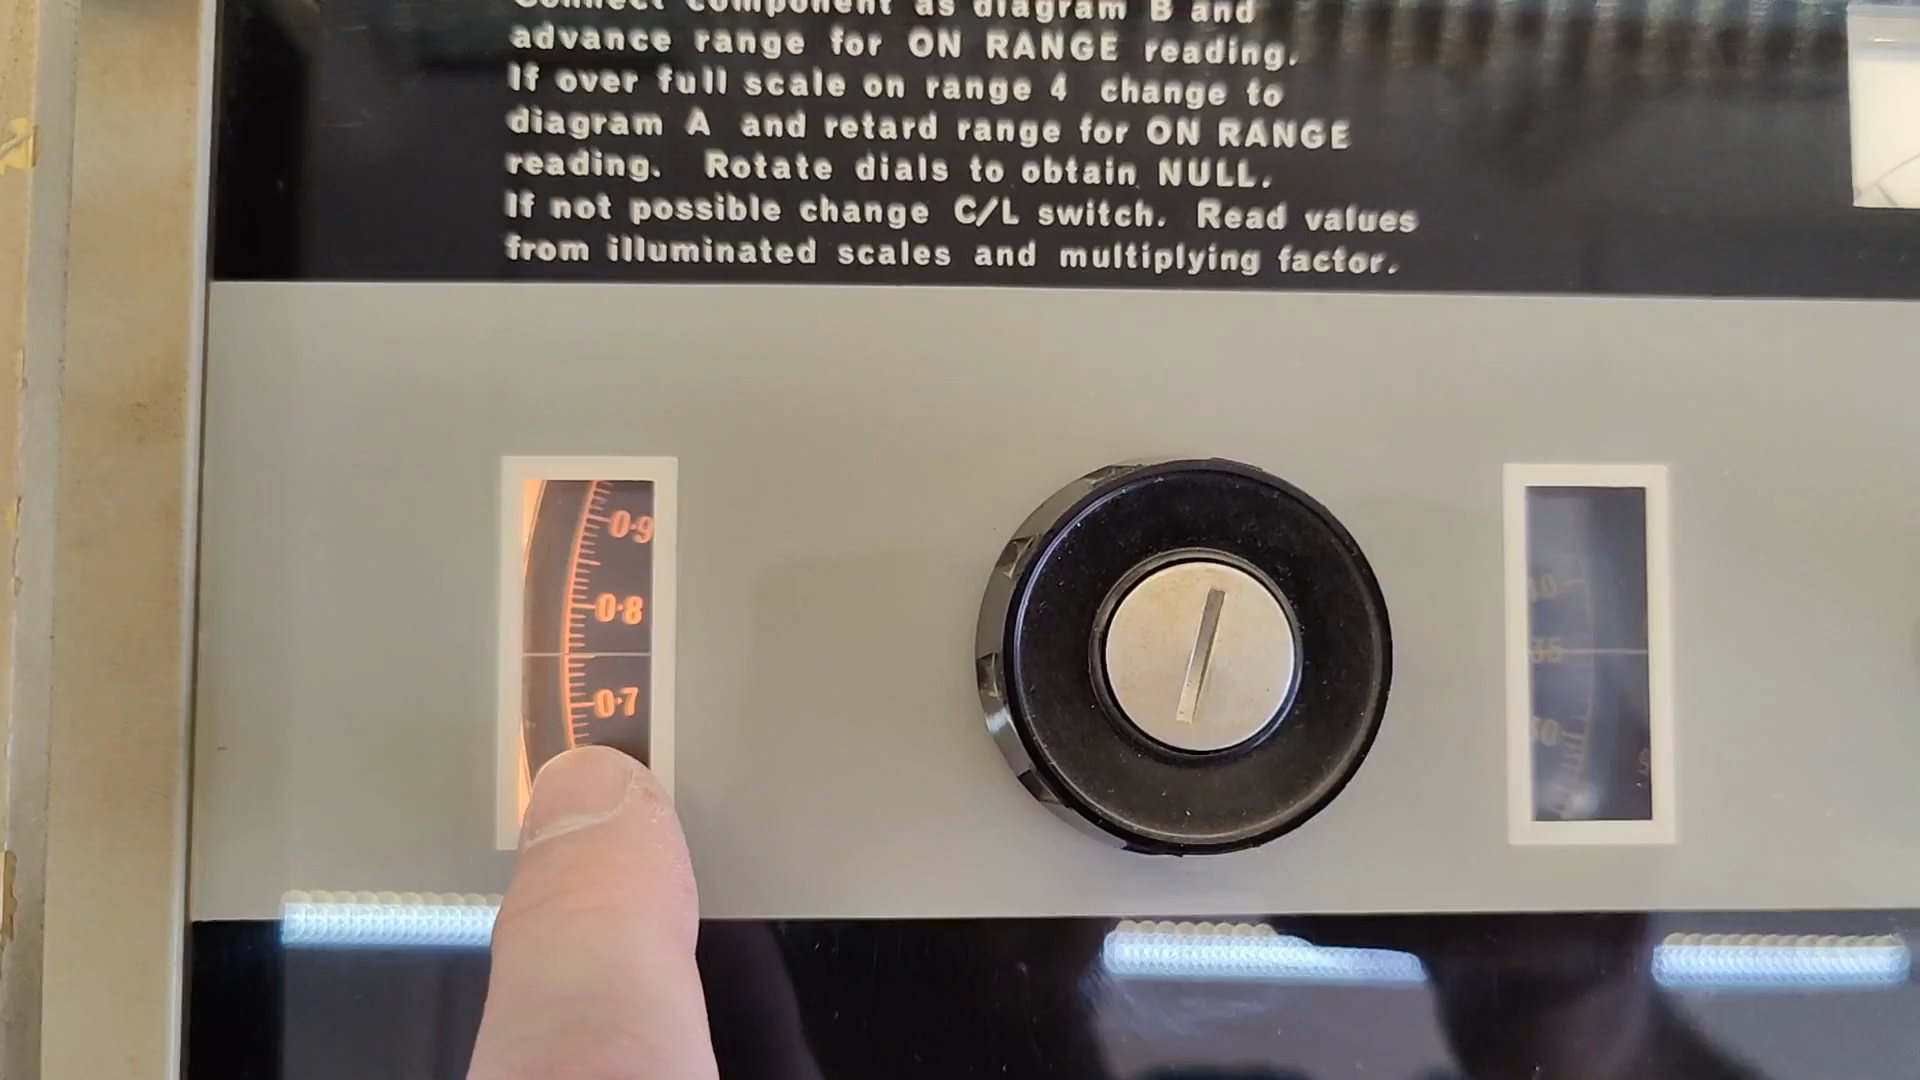 Connect component as diagram B and
advance range for ON RANGE reading.
If over full scale on range 4 change to
diagram A and retard range for ON RANGE
reading. Rotate dials to obtain NULL.
If not possible change C/L switch. Read values
from illuminated scales and multiplying factor.
0·9
0·8
0·7